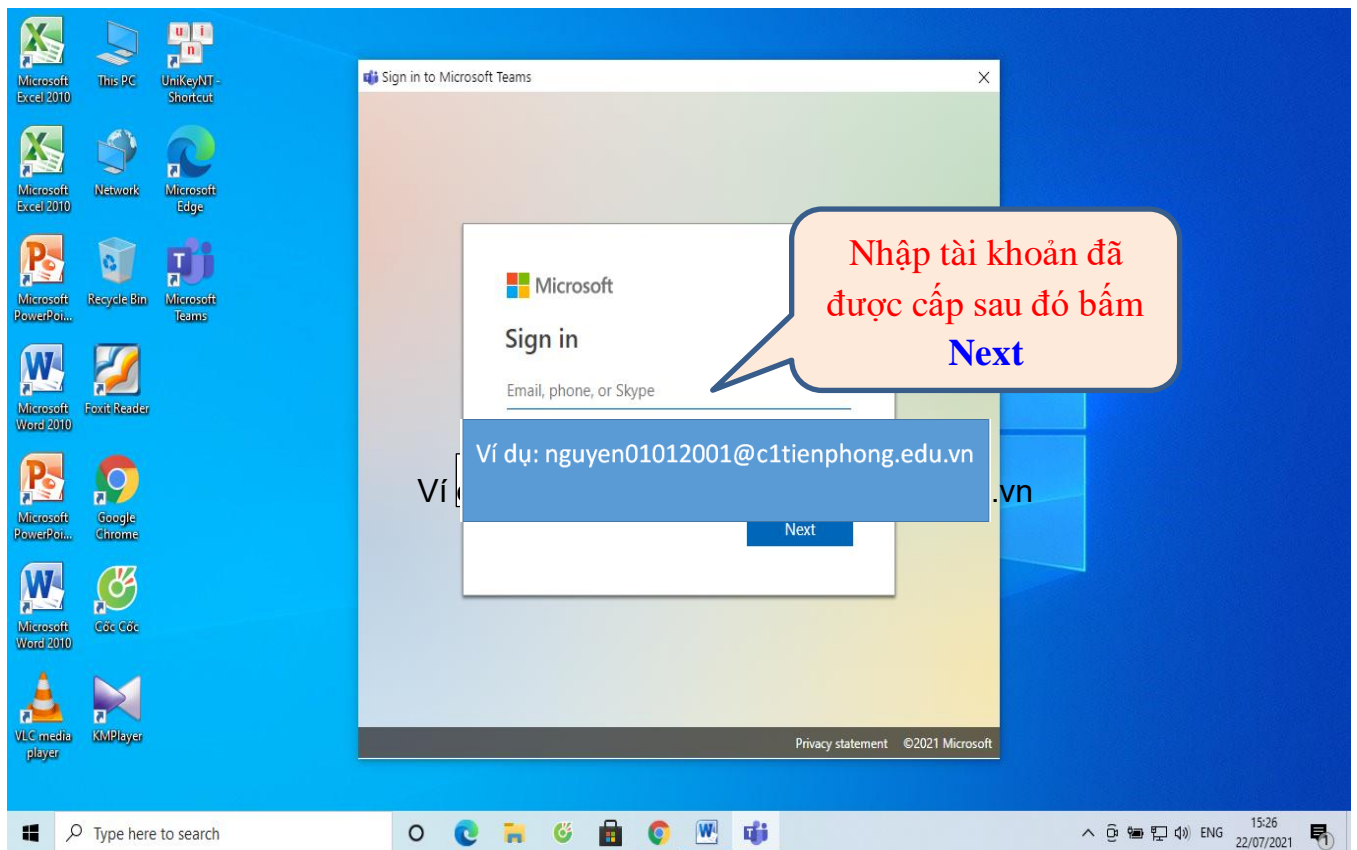 Microsoft
Excel 2010
This PC
UniKeyNT -
Shortcut
Microsoft
Excel 2010
Network
Microsoft
Edge
Microsoft
PowerPoi...
Recycle Bin
Microsoft
Teams
Microsoft
Word 2010
Foxit Reader
Microsoft
PowerPoi...
Google
Chrome
Microsoft
Word 2010
Cốc Cốc
VLC media
player
KMPlayer
Sign in to Microsoft Teams
Microsoft
Sign in
Email, phone, or Skype
Nhập tài khoản đã
được cấp sau đó bấm
Next
Ví dụ: nguyen01012001@c1tienphong.edu.vn
Ví .vn
Next
Privacy statement ©2021 Microsoft
Type here to search
ENG
15:26
22/07/2021
1